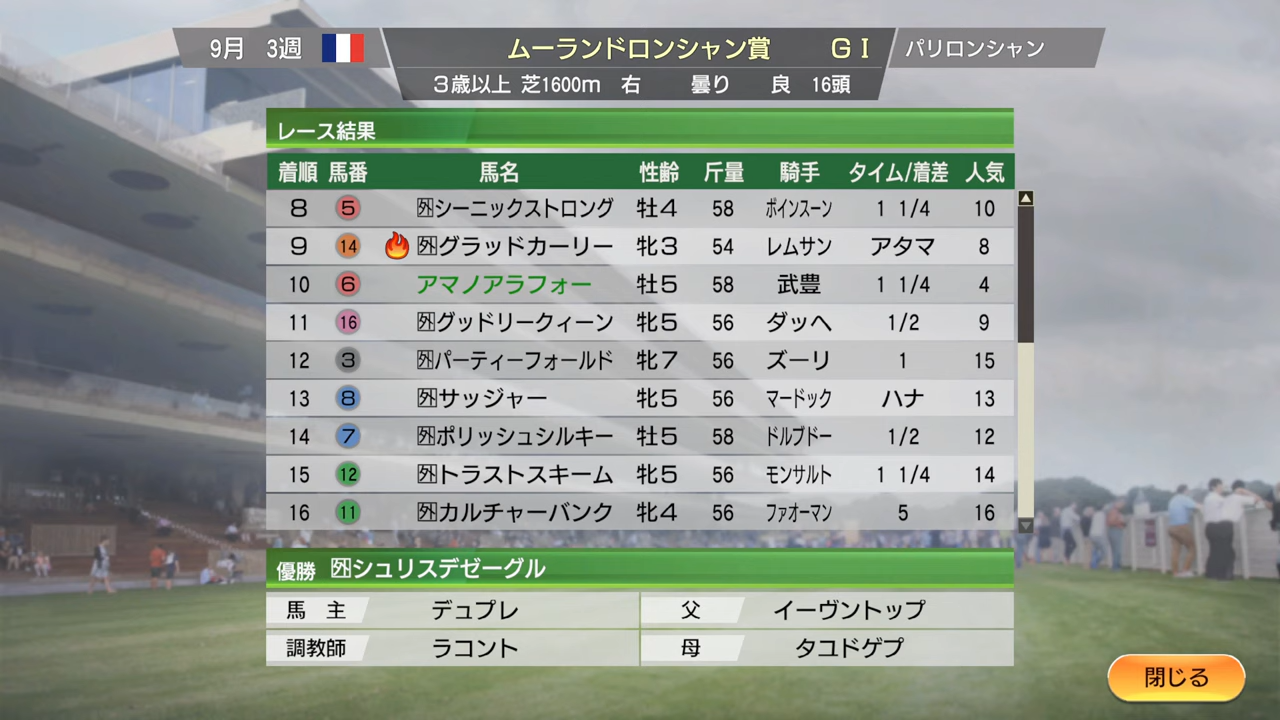 9月 3週 ムーランドロンシャン賞 GⅠ パリロンシャン
3歳以上 芝1600m 右 曇り 良 16頭
レース結果
着順 馬番 馬名 性齢 斤量 騎手 タイム/着差 人気
8 5 外シーニックストロング 牡4 58 ボインスーン 1 1/4 10
9 14 外グラッドカーリー 牝3 54 レムサン アタマ 8
10 6 アマノアラフォー 牡5 58 武豊 1 1/4 4
11 16 外グッドリークィーン 牝5 56 ダッヘ 1/2 9
12 3 外パーティーフォールド 牝7 56 ズーリ 1 15
13 8 外サッジャー 牝5 56 マードック ハナ 13
14 7 外ポリッシュシルキー 牡5 58 ドルブドー 1/2 12
15 12 外トラストスキーム 牝5 56 モンサルト 1 1/4 14
16 11 外カルチャーバンク 牝4 56 ファオーマン 5 16
優勝 外シュリスデゼーグル
馬主 デュプレ 父 イーヴントップ
調教師 ラコント 母 タユドゲプ
閉じる